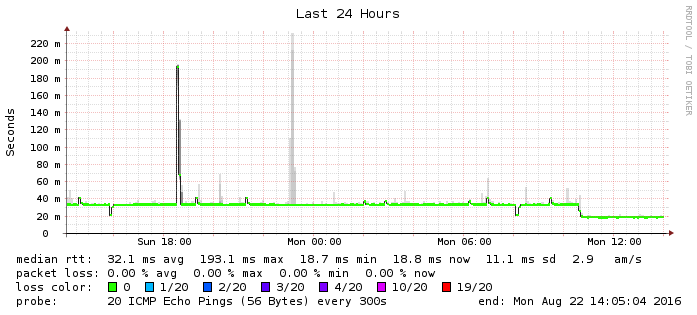 Last 24 Hours
RRDTOOL / TOBI OETIKER
Seconds
220 m
200 m
180 m
160 m
140 m
120 m
100 m
80 m
60 m
40 m
20 m
0
Sun 18:00 Mon 00:00 Mon 06:00 Mon 12:00
median rtt: 32.1 ms avg 193.1 ms max 18.7 ms min 18.8 ms now 11.1 ms sd 2.9 am/s
packet loss: 0.00 % avg 0.00 % max 0.00 % min 0.00 % now
loss color: 0 1/20 2/20 3/20 4/20 10/20 19/20
probe: 20 ICMP Echo Pings (56 Bytes) every 300s end: Mon Aug 22 14:05:04 2016